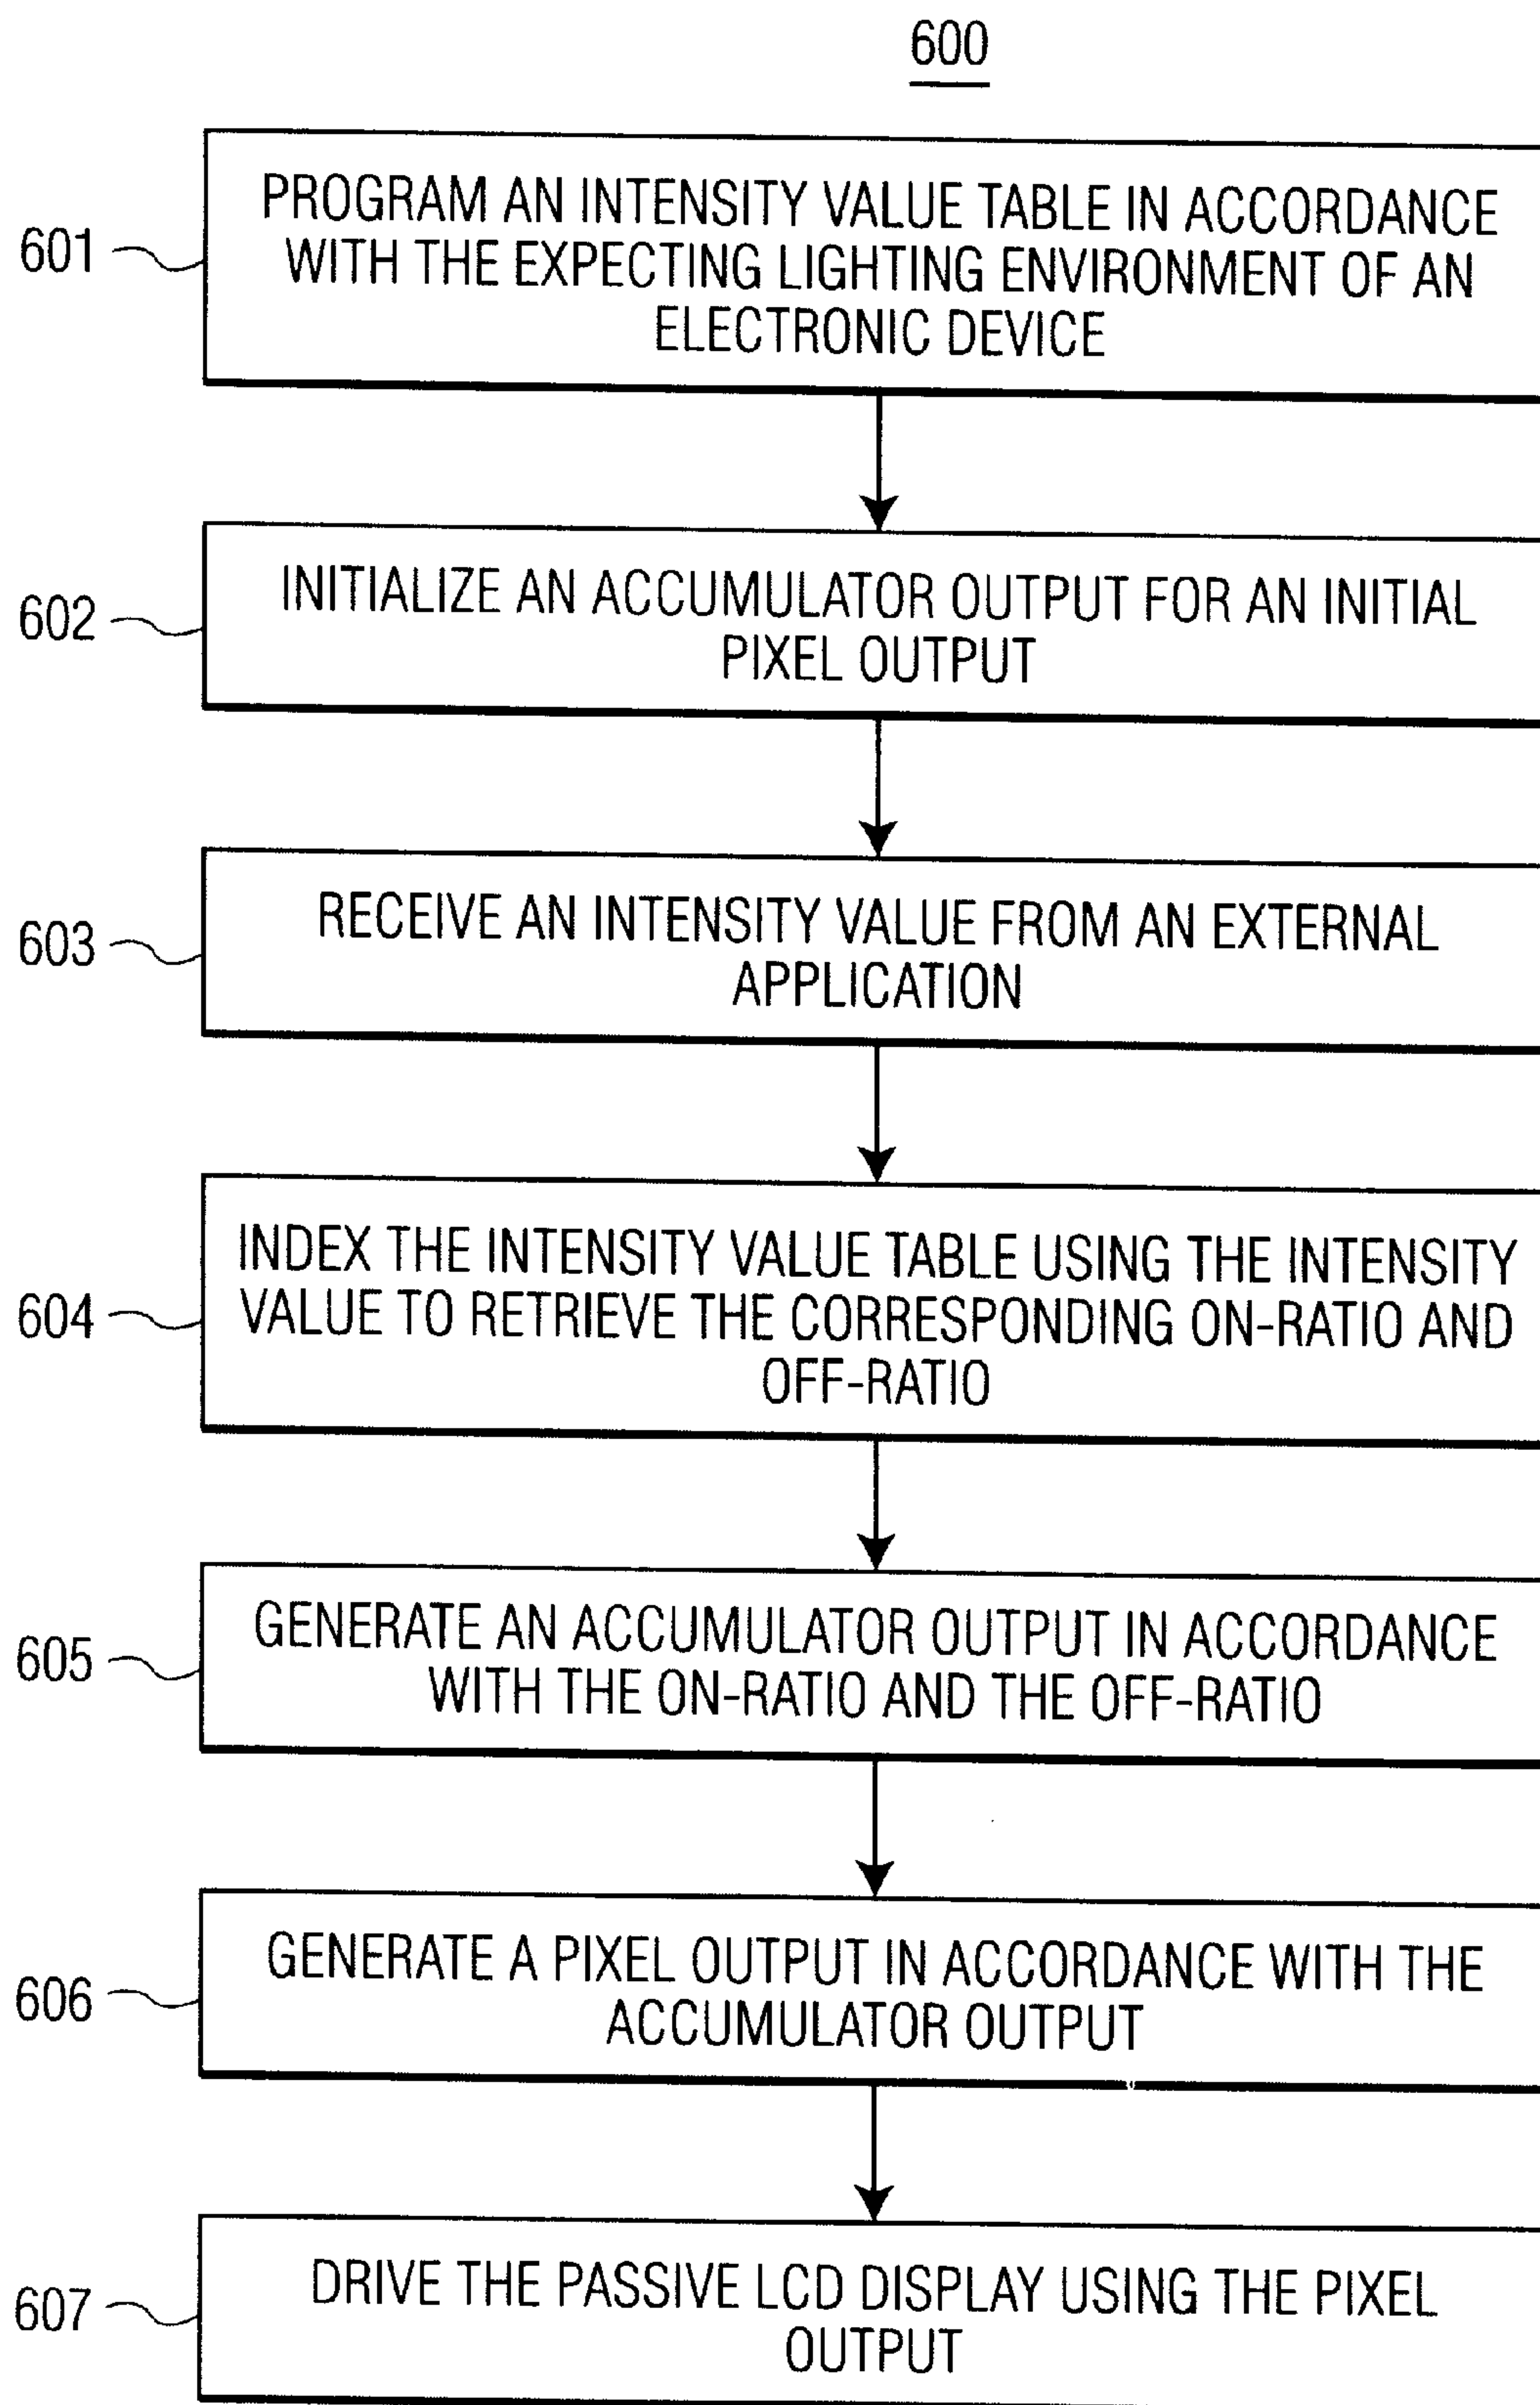 600
601
PROGRAM AN INTENSITY VALUE TABLE IN ACCORDANCE
WITH THE EXPECTING LIGHTING ENVIRONMENT OF AN
ELECTRONIC DEVICE
602
INITIALIZE AN ACCUMULATOR OUTPUT FOR AN INITIAL
PIXEL OUTPUT
603
RECEIVE AN INTENSITY VALUE FROM AN EXTERNAL
APPLICATION
604
INDEX THE INTENSITY VALUE TABLE USING THE INTENSITY
VALUE TO RETRIEVE THE CORRESPONDING ON-RATIO AND
OFF-RATIO
605
GENERATE AN ACCUMULATOR OUTPUT IN ACCORDANCE
WITH THE ON-RATIO AND THE OFF-RATIO
606
GENERATE A PIXEL OUTPUT IN ACCORDANCE WITH THE
ACCUMULATOR OUTPUT
607
DRIVE THE PASSIVE LCD DISPLAY USING THE PIXEL
OUTPUT